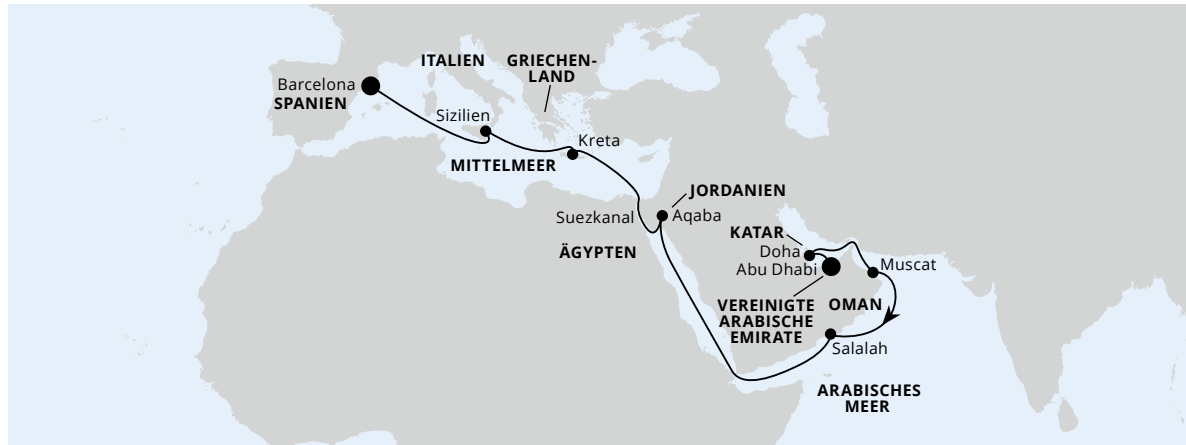 ITALIEN
GRIECHEN-
LAND
Barcelona
SPANIEN
Sizilien
Kreta
MITTELMEER
JORDANIEN
Suezkanal
Aqaba
ÄGYPTEN
KATAR
Doha
Abu Dhabi
Muscat
VEREINIGTE
ARABISCHE
EMIRATE
OMAN
Salalah
ARABISCHES
MEER